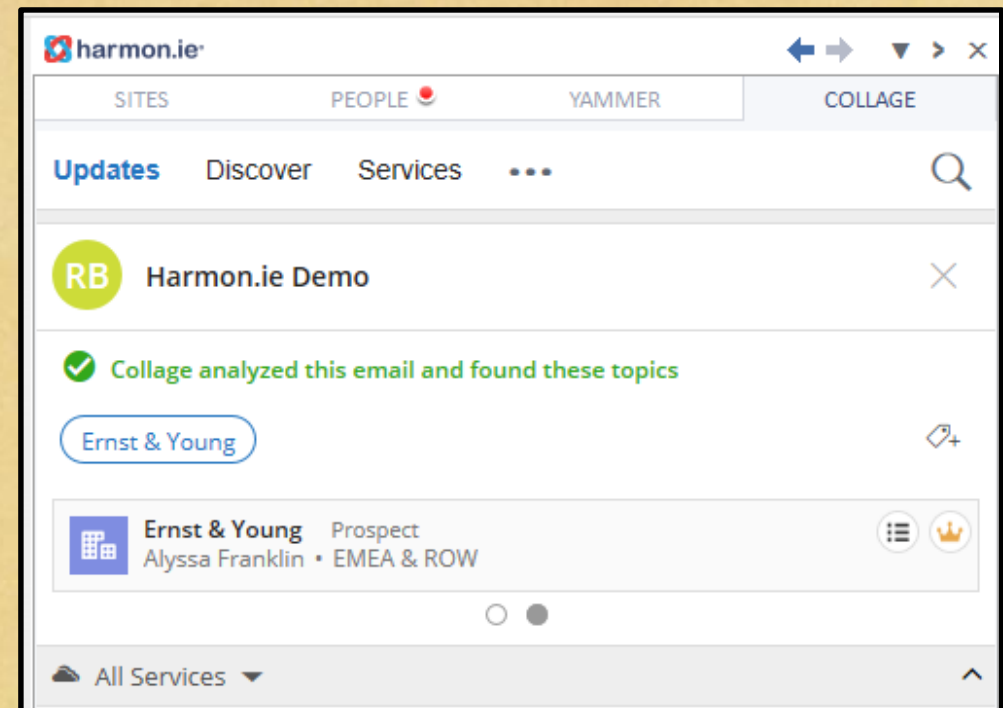 harmon.ie
SITES PEOPLE YAMMER COLLAGE
Updates Discover Services •••
RB Harmon.ie Demo
Collage analyzed this email and found these topics
Ernst & Young
Ernst & Young Prospect
Alyssa Franklin • EMEA & ROW
All Services